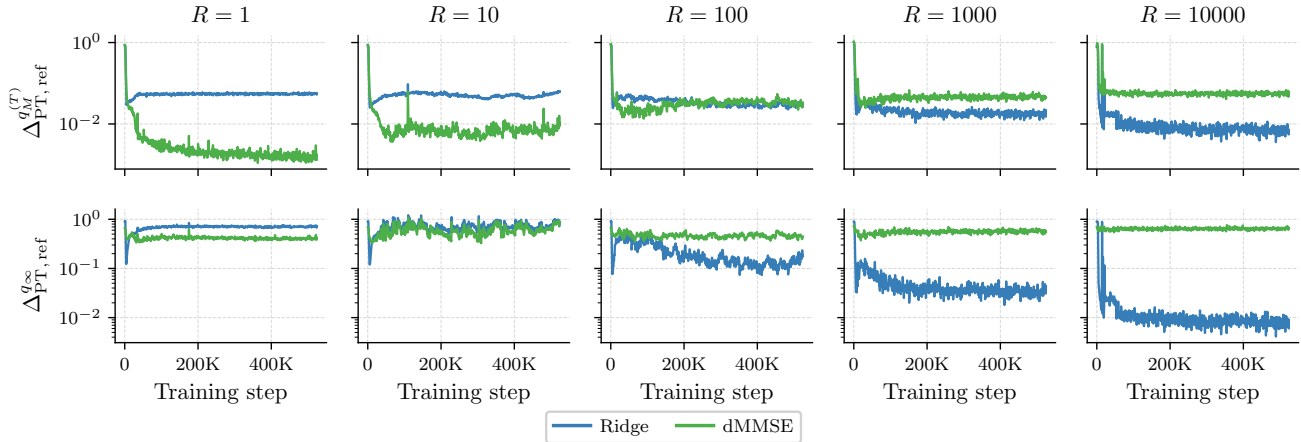 R = 1 R = 10 R = 100 R = 1000 R = 10000
Δ^{q_M^{(T)}}_{PT, ref}
10^0
10^{-2}
0 200K 400K 0 200K 400K 0 200K 400K 0 200K 400K 0 200K 400K
Δ^{q_∞}_{PT, ref}
10^0
10^{-1}
10^{-2}
Training step Training step Training step Training step Training step
Ridge dMMSE